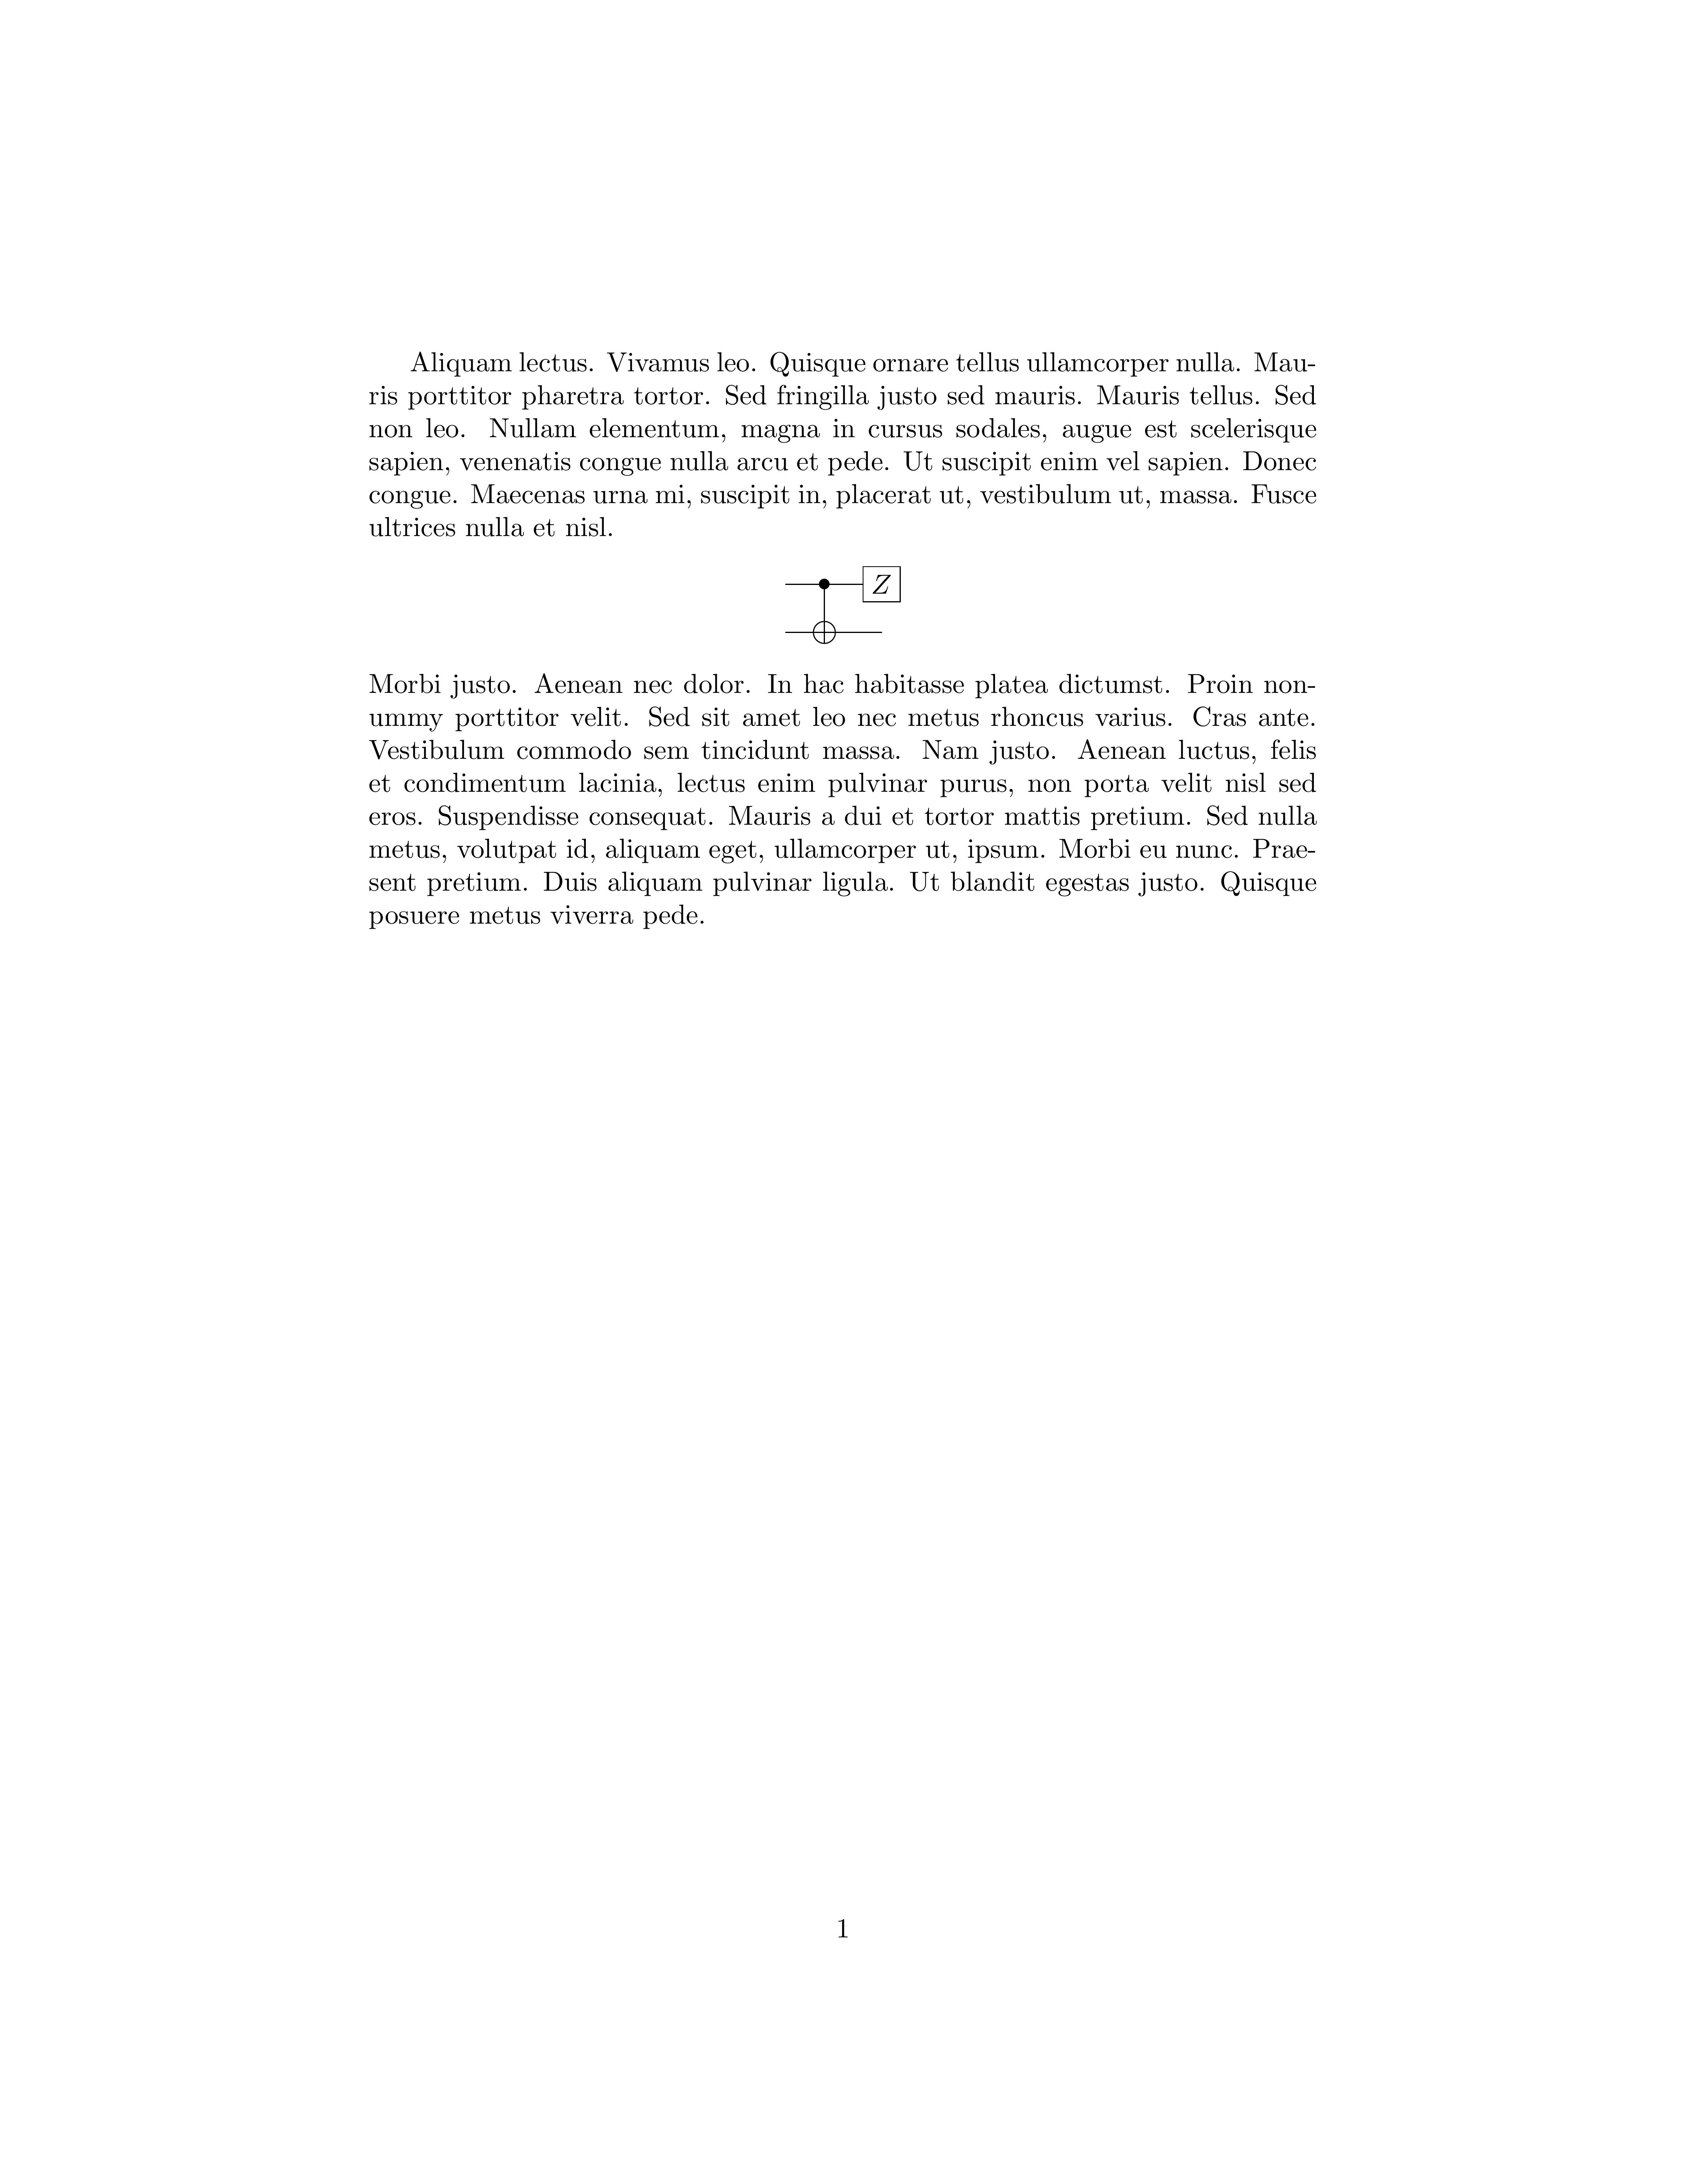 Aliquam lectus. Vivamus leo. Quisque ornare tellus ullamcorper nulla. Mau-
ris porttitor pharetra tortor. Sed fringilla justo sed mauris. Mauris tellus. Sed
non leo. Nullam elementum, magna in cursus sodales, augue est scelerisque
sapien, venenatis congue nulla arcu et pede. Ut suscipit enim vel sapien. Donec
congue. Maecenas urna mi, suscipit in, placerat ut, vestibulum ut, massa. Fusce
ultrices nulla et nisl.
Z
Morbi justo. Aenean nec dolor. In hac habitasse platea dictumst. Proin non-
ummy porttitor velit. Sed sit amet leo nec metus rhoncus varius. Cras ante.
Vestibulum commodo sem tincidunt massa. Nam justo. Aenean luctus, felis
et condimentum lacinia, lectus enim pulvinar purus, non porta velit nisl sed
eros. Suspendisse consequat. Mauris a dui et tortor mattis pretium. Sed nulla
metus, volutpat id, aliquam eget, ullamcorper ut, ipsum. Morbi eu nunc. Prae-
sent pretium. Duis aliquam pulvinar ligula. Ut blandit egestas justo. Quisque
posuere metus viverra pede.
1